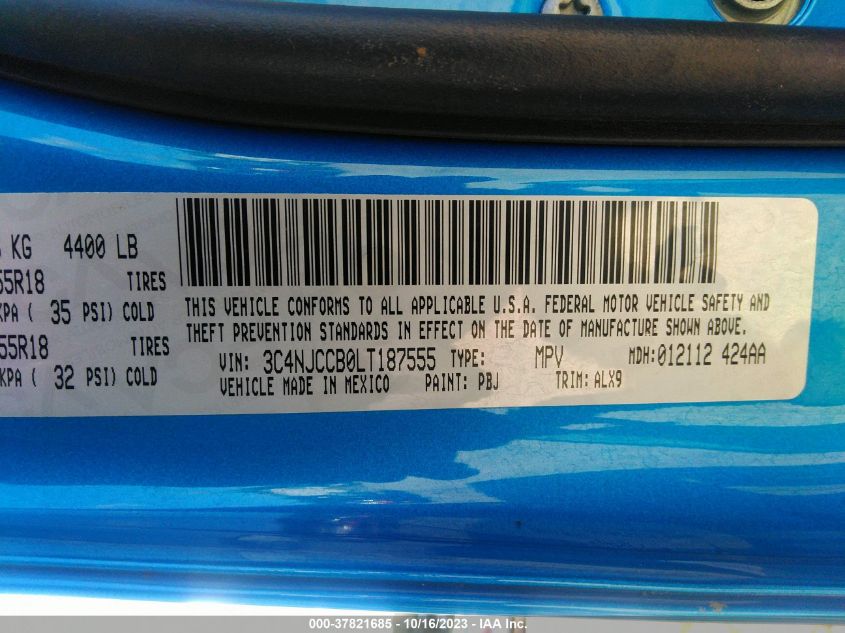 KG 4400 LB
55R18 TIRES
KPA ( 35 PSI) COLD
55R18 TIRES
KPA ( 32 PSI) COLD
THIS VEHICLE CONFORMS TO ALL APPLICABLE U.S.A. FEDERAL MOTOR VEHICLE SAFETY AND
THEFT PREVENTION STANDARDS IN EFFECT ON THE DATE OF MANUFACTURE SHOWN ABOVE.
VIN: 3C4NJCCB0LT187555 TYPE: MPV MDH:012112 424AA
VEHICLE MADE IN MEXICO PAINT: PBJ TRIM: ALX9
000-37821685 - 10/16/2023 - IAA Inc.